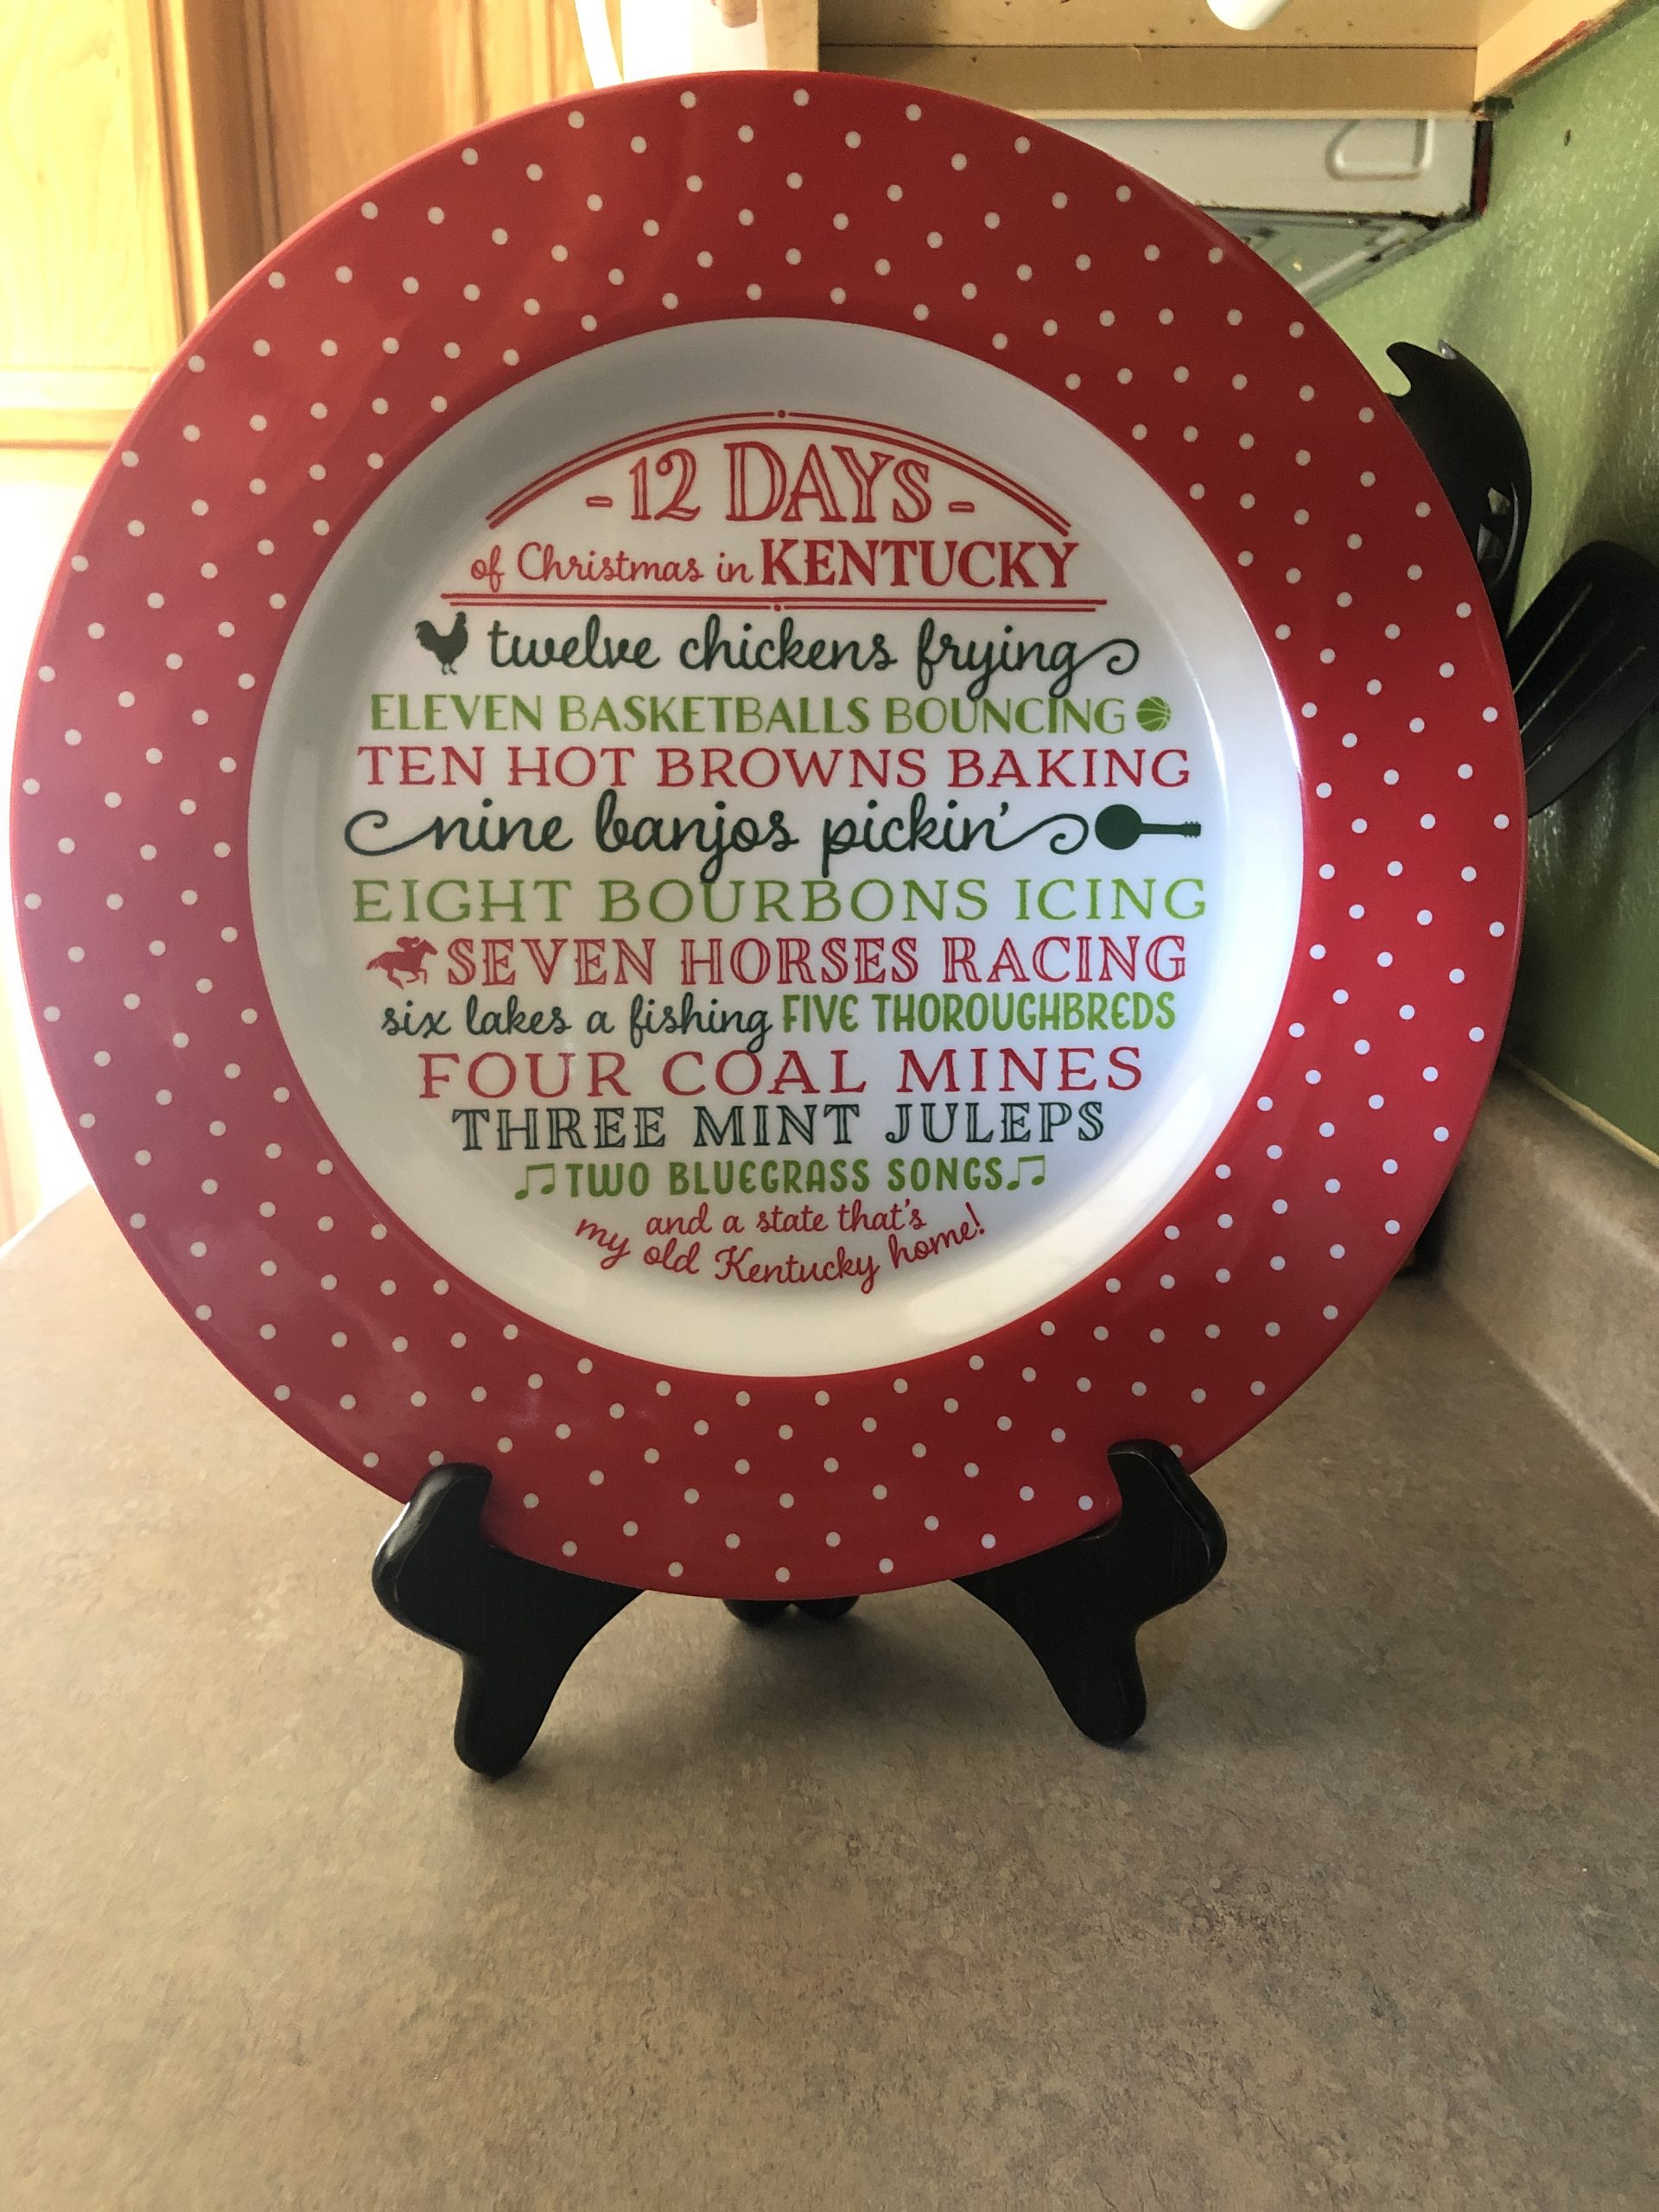 -12 DAYS-
of Christmas in KENTUCKY
twelve chickens frying
ELEVEN BASKETBALLS BOUNCING
TEN HOT BROWNS BAKING
nine banjos pickin'
EIGHT BOURBONS ICING
SEVEN HORSES RACING
six lakes a fishing FIVE THOROUGHBREDS
FOUR COAL MINES
THREE MINT JULEPS
TWO BLUEGRASS SONGS
and a state that's
my old Kentucky home!